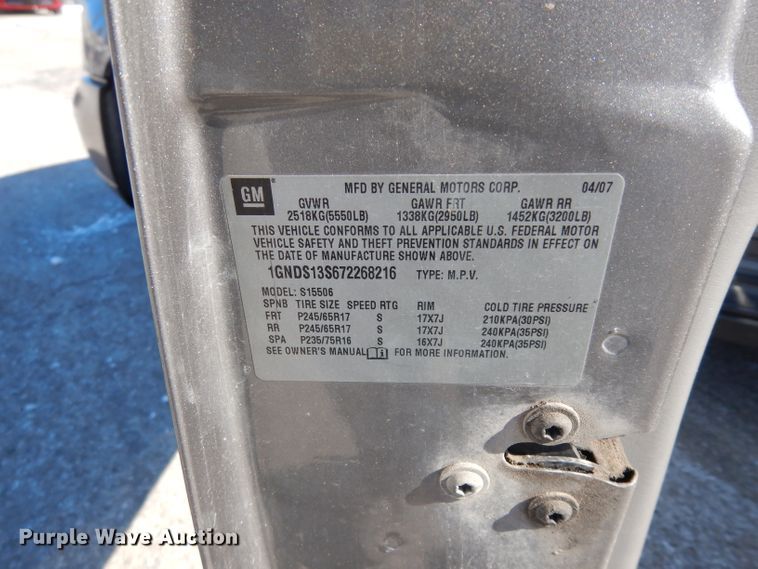 GM
MFD BY GENERAL MOTORS CORP. 04/07
GVWR GAWR FRT GAWR RR
2518KG(5550LB) 1338KG(2950LB) 1452KG(3200LB)
THIS VEHICLE CONFORMS TO ALL APPLICABLE U.S. FEDERAL MOTOR
VEHICLE SAFETY AND THEFT PREVENTION STANDARDS IN EFFECT ON
THE DATE OF MANUFACTURE SHOWN ABOVE.
1GNDS13S672268216 TYPE: M.P.V.
MODEL: S15506
SPNB TIRE SIZE SPEED RTG RIM COLD TIRE PRESSURE
FRT P245/65R17 S 17X7J 210KPA(30PSI)
RR P245/65R17 S 17X7J 240KPA(35PSI)
SPA P235/75R16 S 16X7J 240KPA(35PSI)
SEE OWNER'S MANUAL FOR MORE INFORMATION.
Purple Wave Auction